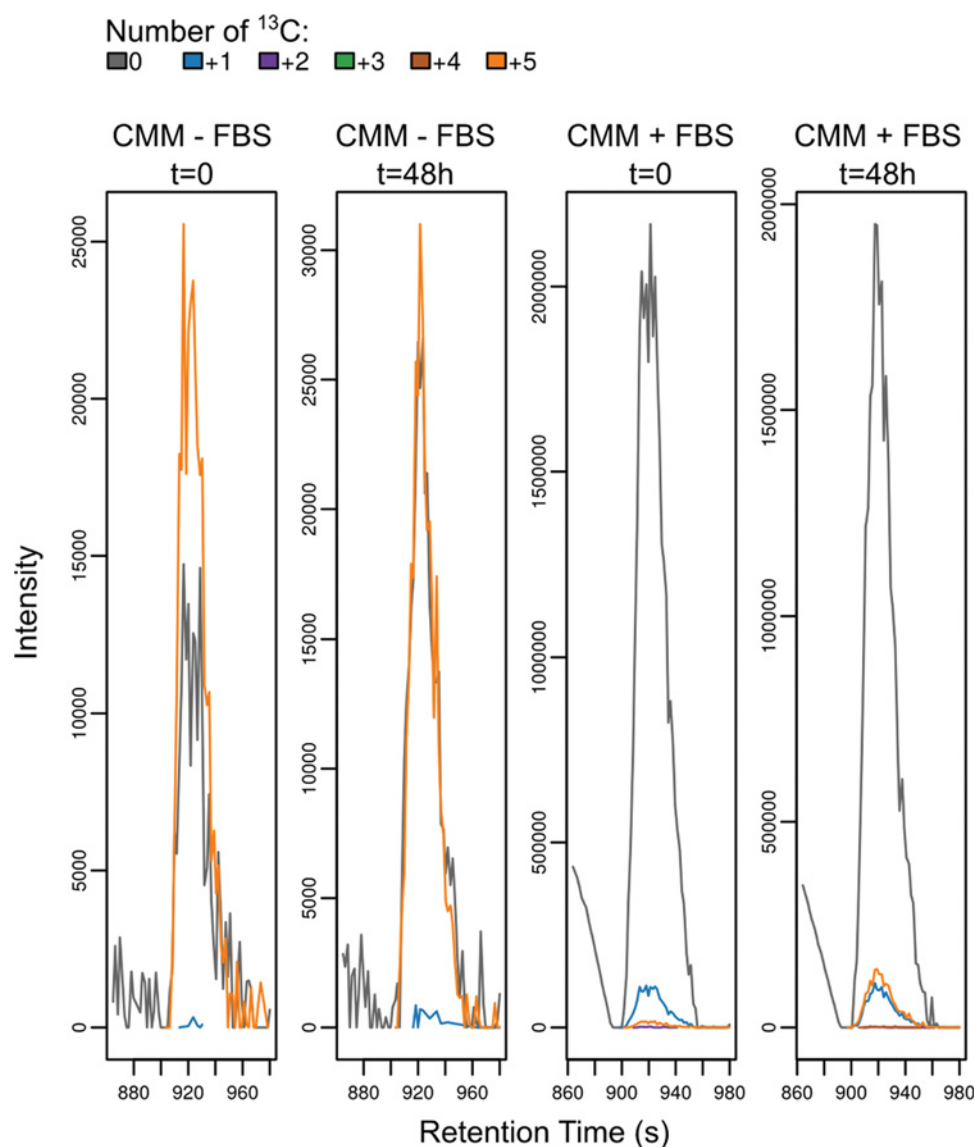 Number of ¹³C:
0 +1 +2 +3 +4 +5
CMM - FBS CMM - FBS CMM + FBS CMM + FBS
t=0 t=48h t=0 t=48h
Intensity
0 5000 10000 15000 20000 25000
0 5000 10000 15000 20000 25000 30000
0 500000 1000000 1500000 2000000
0 500000 1000000 1500000 2000000
880 920 960
880 920 960
860 900 940 980
860 900 940 980
Retention Time (s)